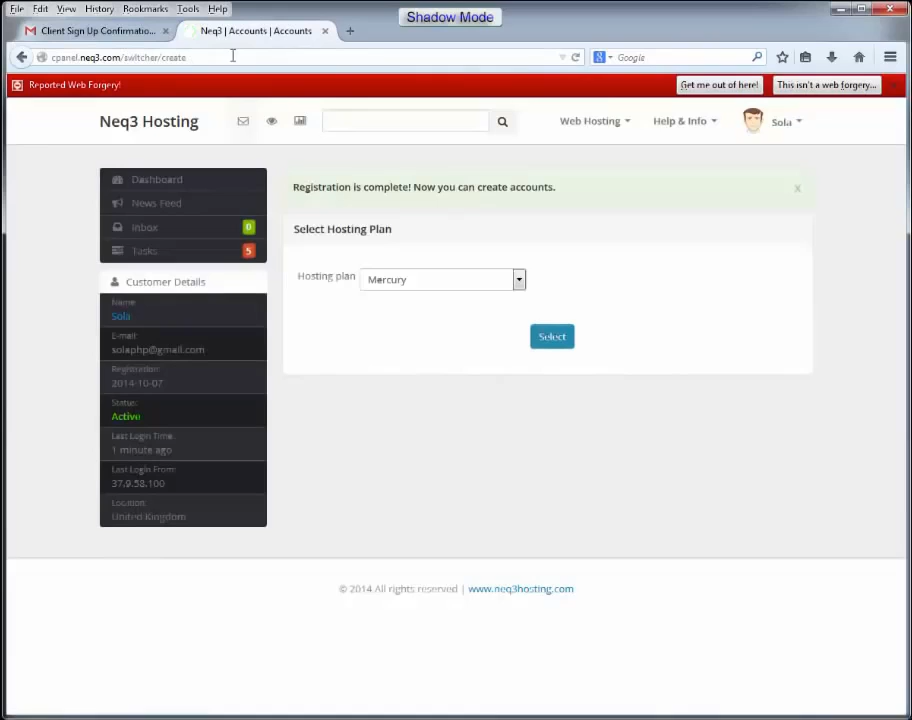 File Edit View History Bookmarks Tools Help
Shadow Mode
Client Sign Up Confirmatio... ×
Neq3 | Accounts | Accounts ×
cpanel.neq3.com/switcher/create
Google
Reported Web Forgery!
Get me out of here!
This isn't a web forgery...
Neq3 Hosting
Web Hosting
Help & Info
Sola
Dashboard
News Feed
Inbox 0
Tasks 5
Customer Details
Name
Sola
E-mail:
solaphp@gmail.com
Registration:
2014-10-07
Status:
Active
Last Login Time:
1 minute ago
Last Login From:
37.9.58.100
Location:
United Kingdom
Registration is complete! Now you can create accounts. x
Select Hosting Plan
Hosting plan Mercury
Select
© 2014 All rights reserved | www.neq3hosting.com